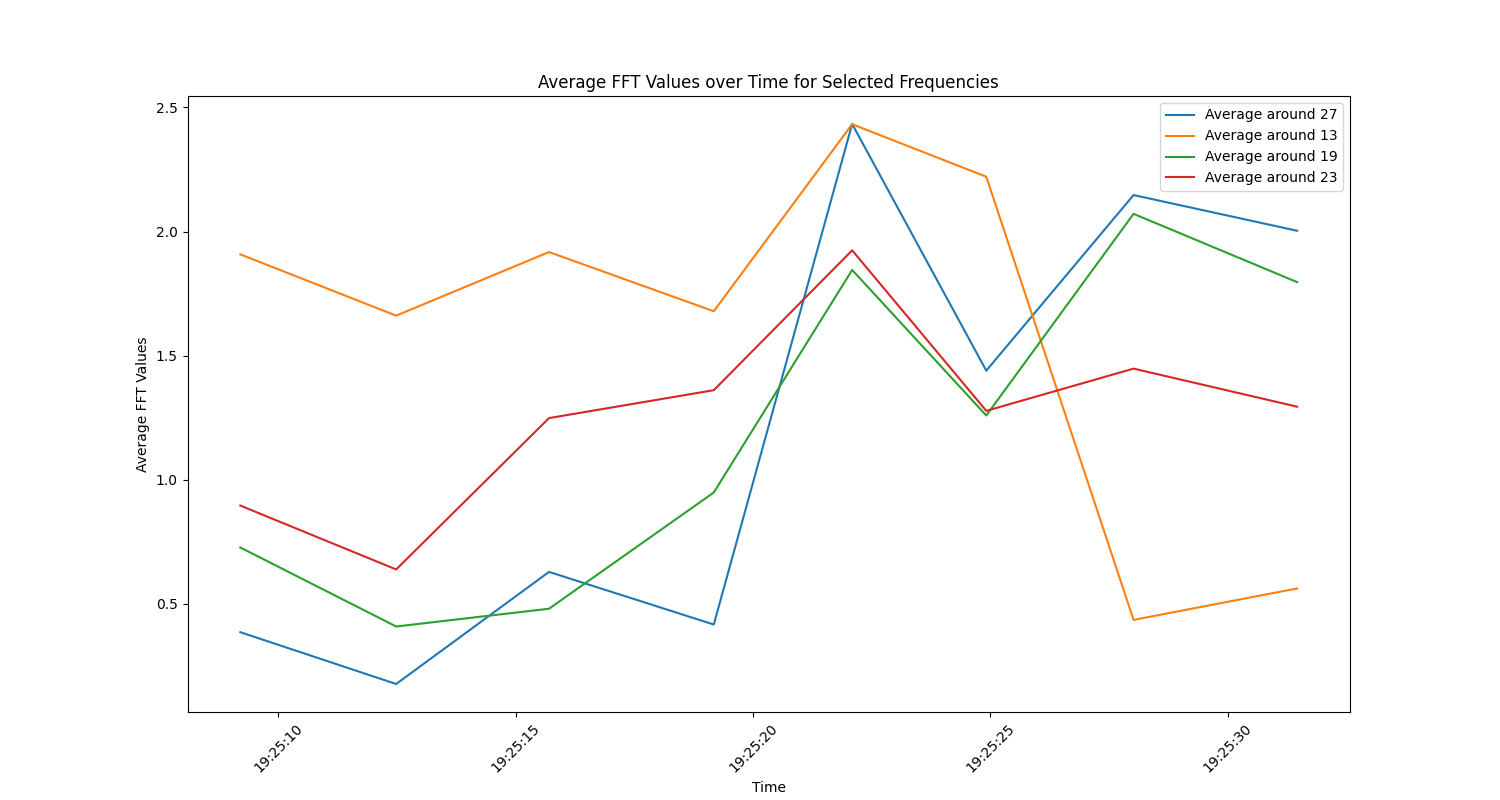 Average FFT Values over Time for Selected Frequencies
Average around 27
Average around 13
Average around 19
Average around 23
Average FFT Values
2.5
2.0
1.5
1.0
0.5
19:25:10
19:25:15
19:25:20
19:25:25
19:25:30
Time